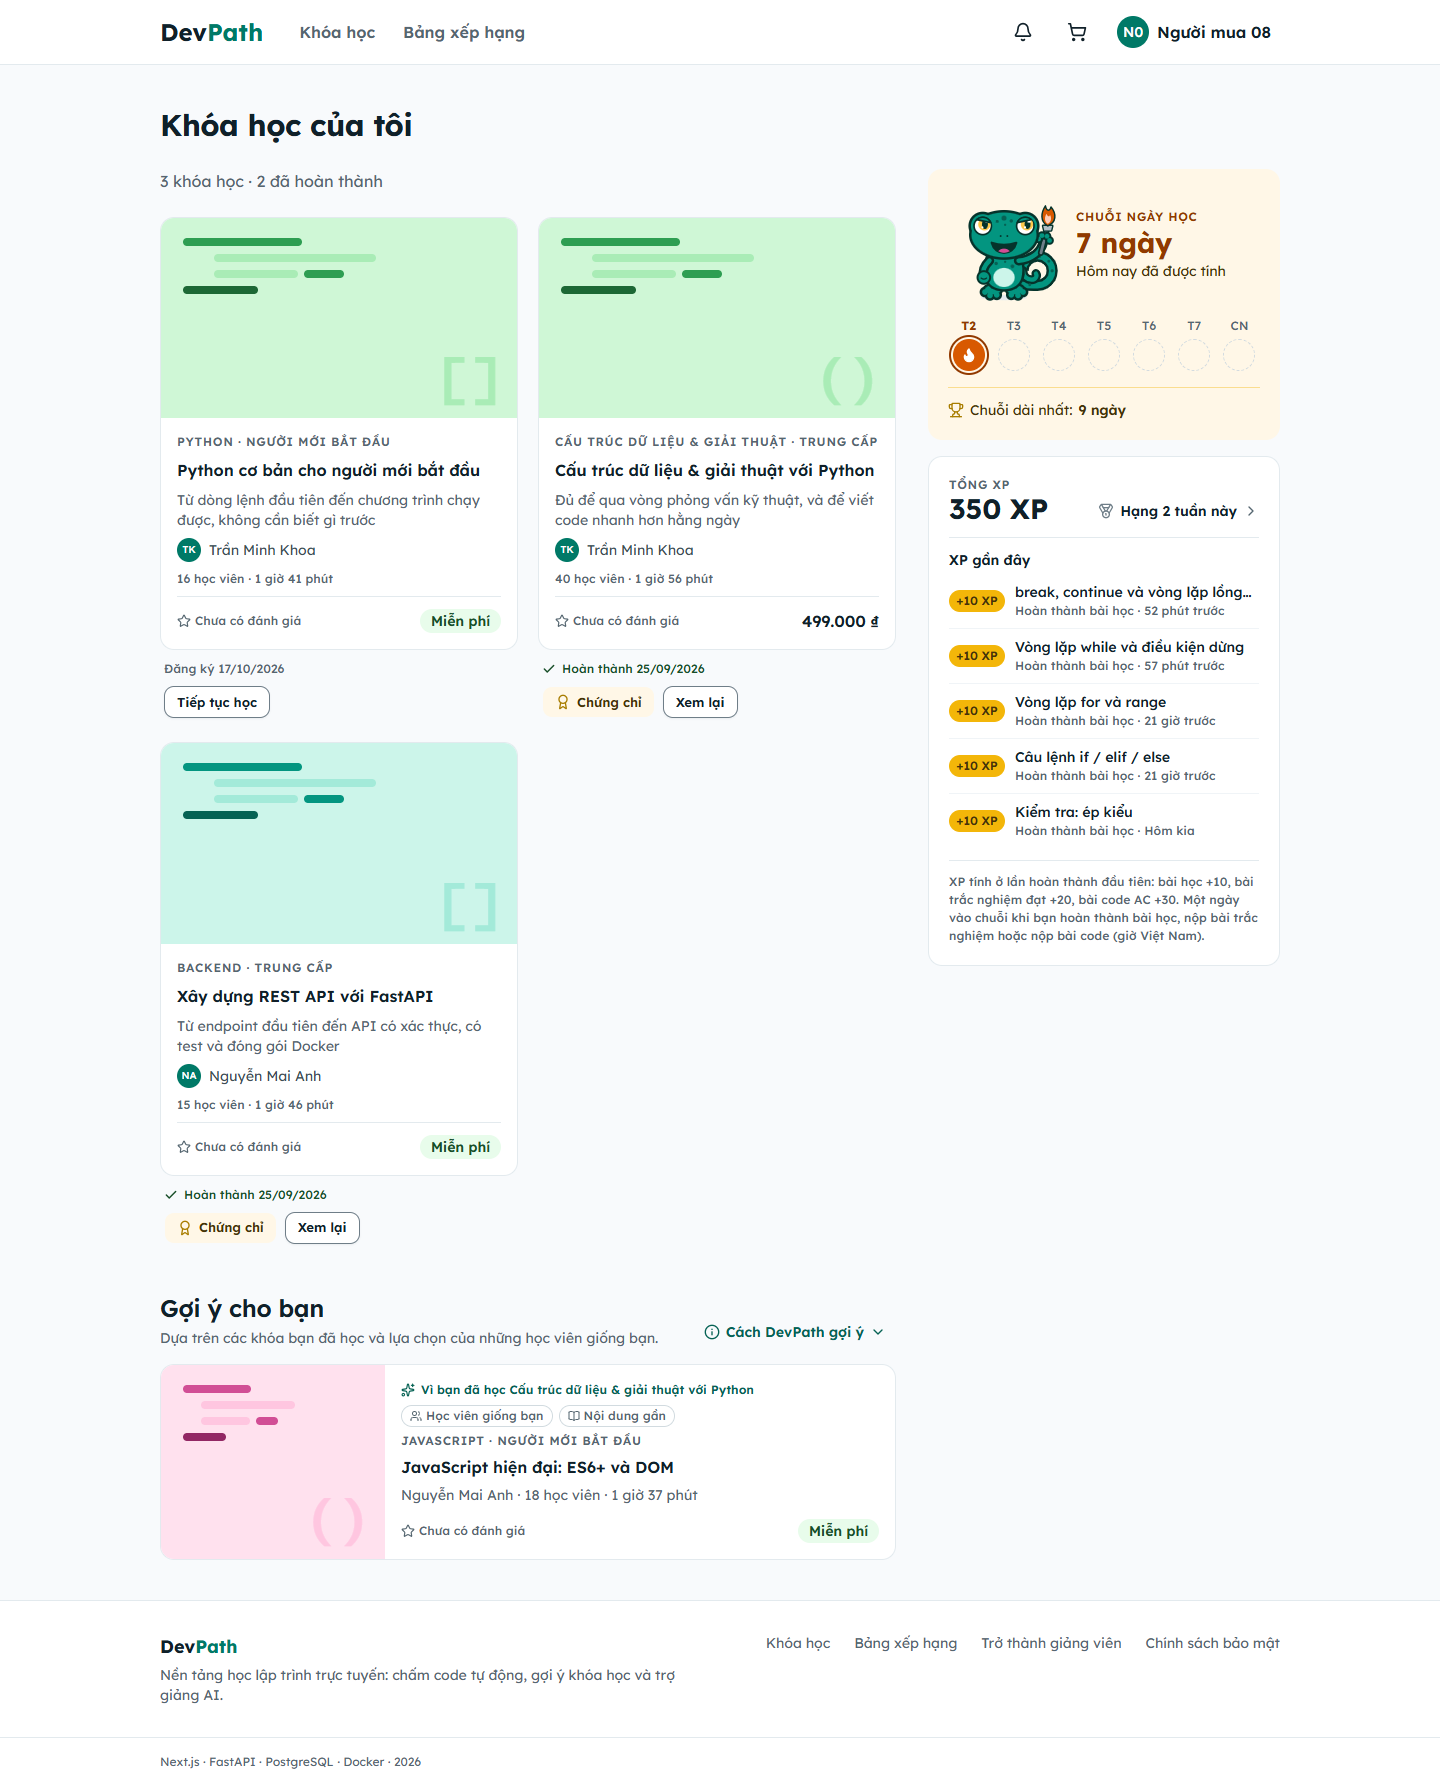 DevPath
Khóa học
Bảng xếp hạng
N0
Người mua 08
Khóa học của tôi
3 khóa học · 2 đã hoàn thành
[ ]
PYTHON · NGƯỜI MỚI BẮT ĐẦU
Python cơ bản cho người mới bắt đầu
Từ dòng lệnh đầu tiên đến chương trình chạy
được, không cần biết gì trước
TK
Trần Minh Khoa
16 học viên · 1 giờ 41 phút
Chưa có đánh giá
Miễn phí
Đăng ký 17/10/2026
Tiếp tục học
( )
CẤU TRÚC DỮ LIỆU & GIẢI THUẬT · TRUNG CẤP
Cấu trúc dữ liệu & giải thuật với Python
Đủ để qua vòng phỏng vấn kỹ thuật, và để viết
code nhanh hơn hằng ngày
TK
Trần Minh Khoa
40 học viên · 1 giờ 56 phút
Chưa có đánh giá
499.000 ₫
Hoàn thành 25/09/2026
Chứng chỉ
Xem lại
[ ]
BACKEND · TRUNG CẤP
Xây dựng REST API với FastAPI
Từ endpoint đầu tiên đến API có xác thực, có
test và đóng gói Docker
NA
Nguyễn Mai Anh
15 học viên · 1 giờ 46 phút
Chưa có đánh giá
Miễn phí
Hoàn thành 25/09/2026
Chứng chỉ
Xem lại
CHUỖI NGÀY HỌC
7 ngày
Hôm nay đã được tính
T2 T3 T4 T5 T6 T7 CN
Chuỗi dài nhất: 9 ngày
TỔNG XP
350 XP
Hạng 2 tuần này
XP gần đây
+10 XP
break, continue và vòng lặp lồng...
Hoàn thành bài học · 52 phút trước
+10 XP
Vòng lặp while và điều kiện dừng
Hoàn thành bài học · 57 phút trước
+10 XP
Vòng lặp for và range
Hoàn thành bài học · 21 giờ trước
+10 XP
Câu lệnh if / elif / else
Hoàn thành bài học · 21 giờ trước
+10 XP
Kiểm tra: ép kiểu
Hoàn thành bài học · Hôm kia
XP tính ở lần hoàn thành đầu tiên: bài học +10, bài
trắc nghiệm đạt +20, bài code AC +30. Một ngày
vào chuỗi khi bạn hoàn thành bài học, nộp bài trắc
nghiệm hoặc nộp bài code (giờ Việt Nam).
Gợi ý cho bạn
Dựa trên các khóa bạn đã học và lựa chọn của những học viên giống bạn.
Cách DevPath gợi ý
( )
Vì bạn đã học Cấu trúc dữ liệu & giải thuật với Python
Học viên giống bạn
Nội dung gần
JAVASCRIPT · NGƯỜI MỚI BẮT ĐẦU
JavaScript hiện đại: ES6+ và DOM
Nguyễn Mai Anh · 18 học viên · 1 giờ 37 phút
Chưa có đánh giá
Miễn phí
DevPath
Nền tảng học lập trình trực tuyến: chấm code tự động, gợi ý khóa học và trợ
giảng AI.
Khóa học
Bảng xếp hạng
Trở thành giảng viên
Chính sách bảo mật
Next.js · FastAPI · PostgreSQL · Docker · 2026